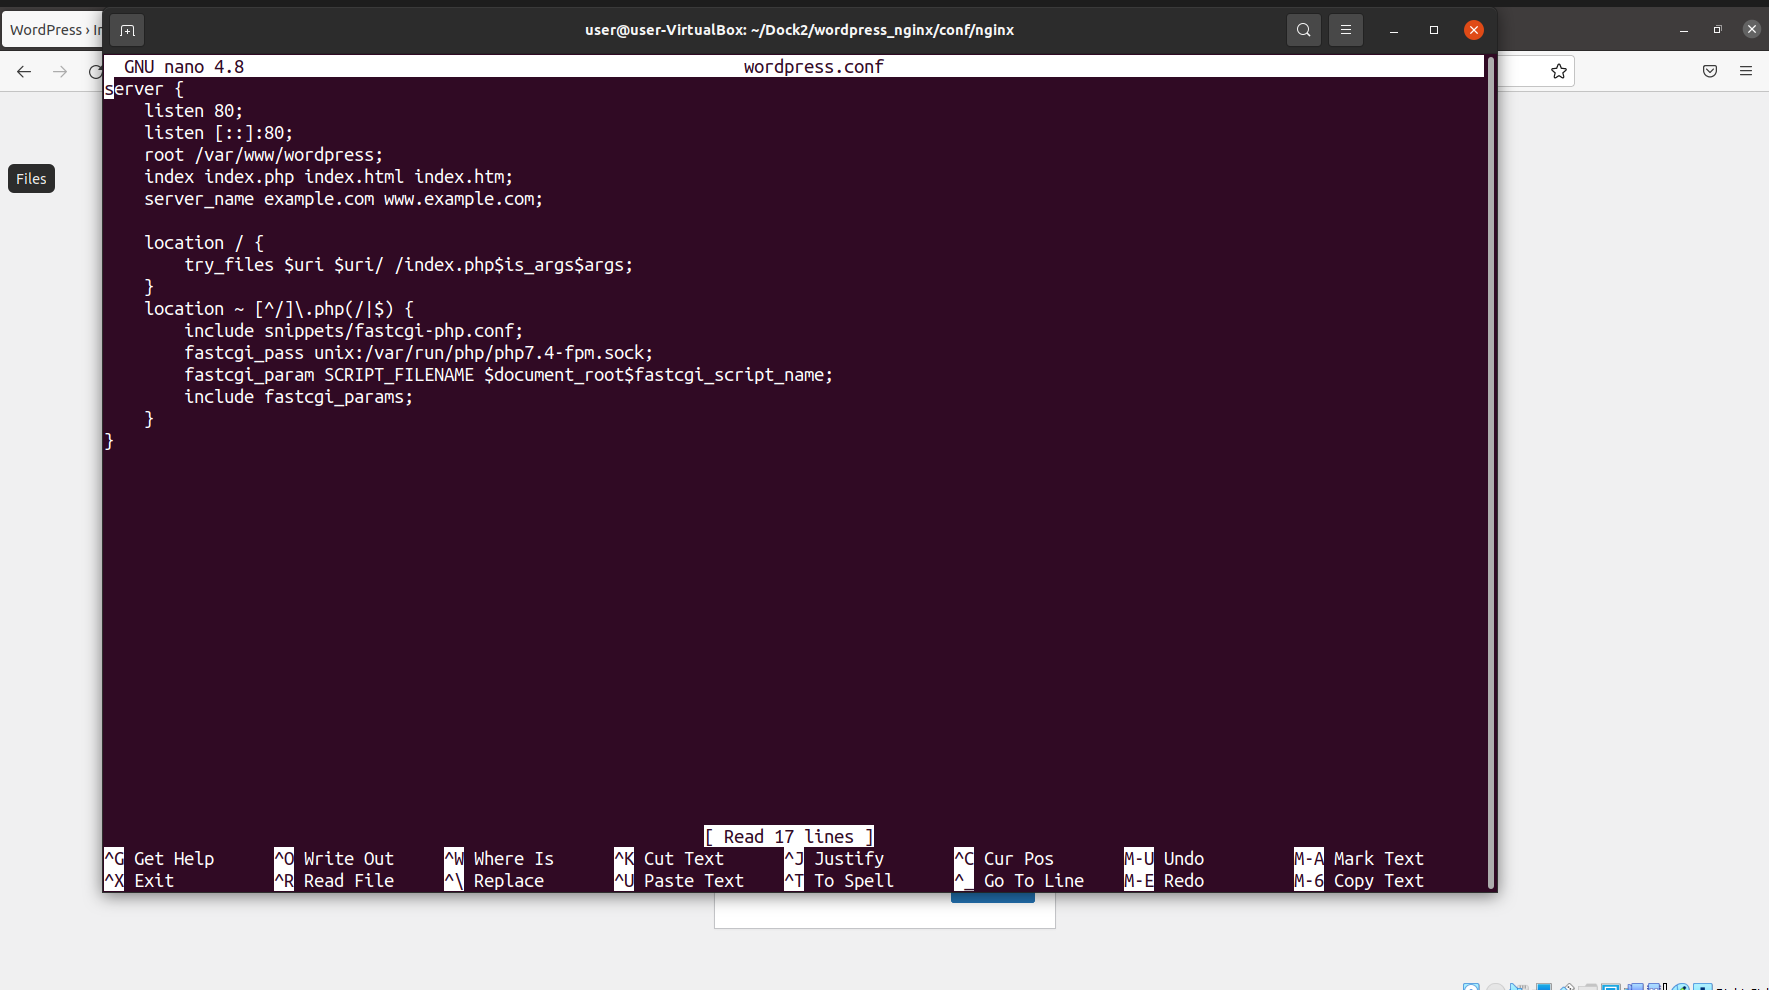 WordPress › In
user@user-VirtualBox: ~/Dock2/wordpress_nginx/conf/nginx
GNU nano 4.8 wordpress.conf
server {
    listen 80;
    listen [::]:80;
    root /var/www/wordpress;
    index index.php index.html index.htm;
    server_name example.com www.example.com;
    location / {
        try_files $uri $uri/ /index.php$is_args$args;
    }
    location ~ [^/]\.php(/|$) {
        include snippets/fastcgi-php.conf;
        fastcgi_pass unix:/var/run/php/php7.4-fpm.sock;
        fastcgi_param SCRIPT_FILENAME $document_root$fastcgi_script_name;
        include fastcgi_params;
    }
}
Files
[ Read 17 lines ]
^G Get Help ^O Write Out ^W Where Is ^K Cut Text ^J Justify ^C Cur Pos M-U Undo M-A Mark Text
^X Exit ^R Read File ^\ Replace ^U Paste Text ^T To Spell ^_ Go To Line M-E Redo M-6 Copy Text